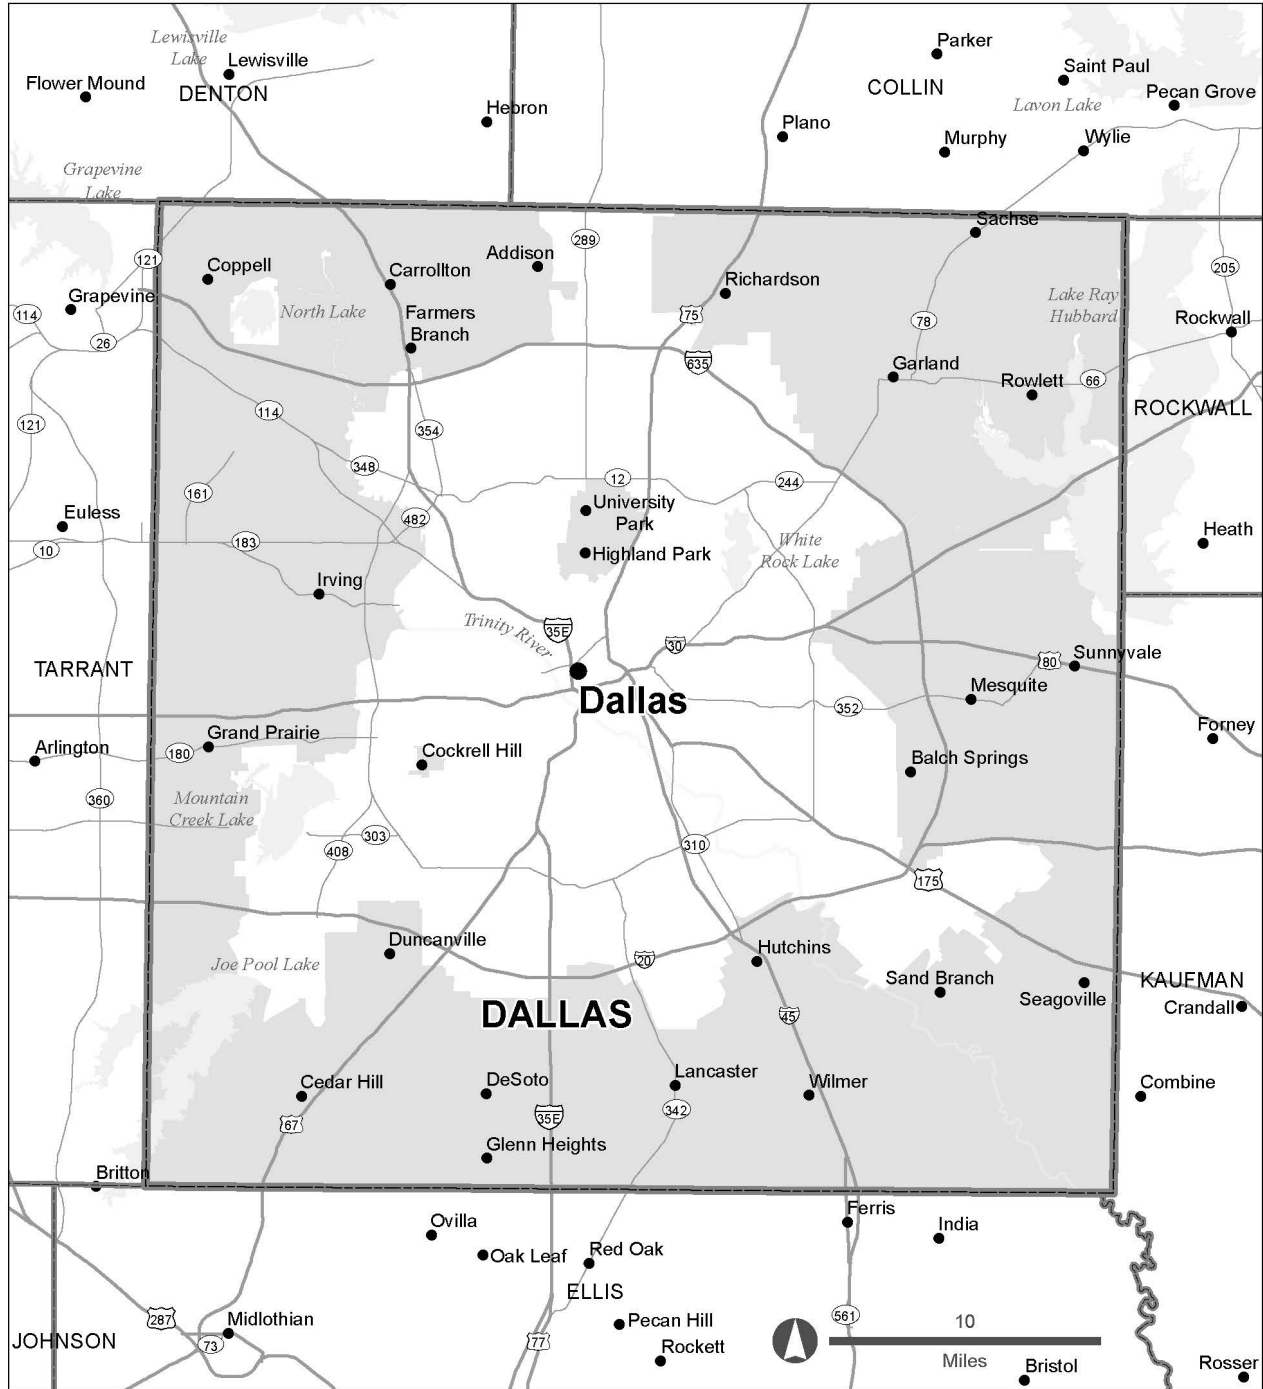 Lewisville
Lake
Lewisville
Flower Mound
DENTON
Hebron
Parker
COLLIN
Saint Paul
Pecan Grove
Lavon Lake
Plano
Murphy
Wylie
Grapevine
Lake
Sachse
121
Coppell
Carrollton
Addison
289
Richardson
205
Grapevine
North Lake
Farmers
Branch
75
Lake Ray
Hubbard
114
26
78
Rockwall
635
Garland
Rowlett
66
114
121
354
ROCKWALL
348
12
244
161
University
Park
482
Euless
10
183
Highland Park
White
Rock Lake
Heath
Irving
Trinity River
35E
30
TARRANT
80
Sunnyvale
Dallas
Mesquite
352
Grand Prairie
Forney
Arlington
180
Cockrell Hill
Balch Springs
360
Mountain
Creek Lake
303
408
310
175
Duncanville
Hutchins
Joe Pool Lake
20
Sand Branch
Seagoville
KAUFMAN
Crandall
DALLAS
45
Cedar Hill
DeSoto
Lancaster
Wilmer
Combine
67
35E
342
Glenn Heights
Britton
Ovilla
Ferris
India
Oak Leaf
Red Oak
ELLIS
287
Midlothian
Pecan Hill
561
10
JOHNSON
73
77
Rockett
Miles
Bristol
Rosser